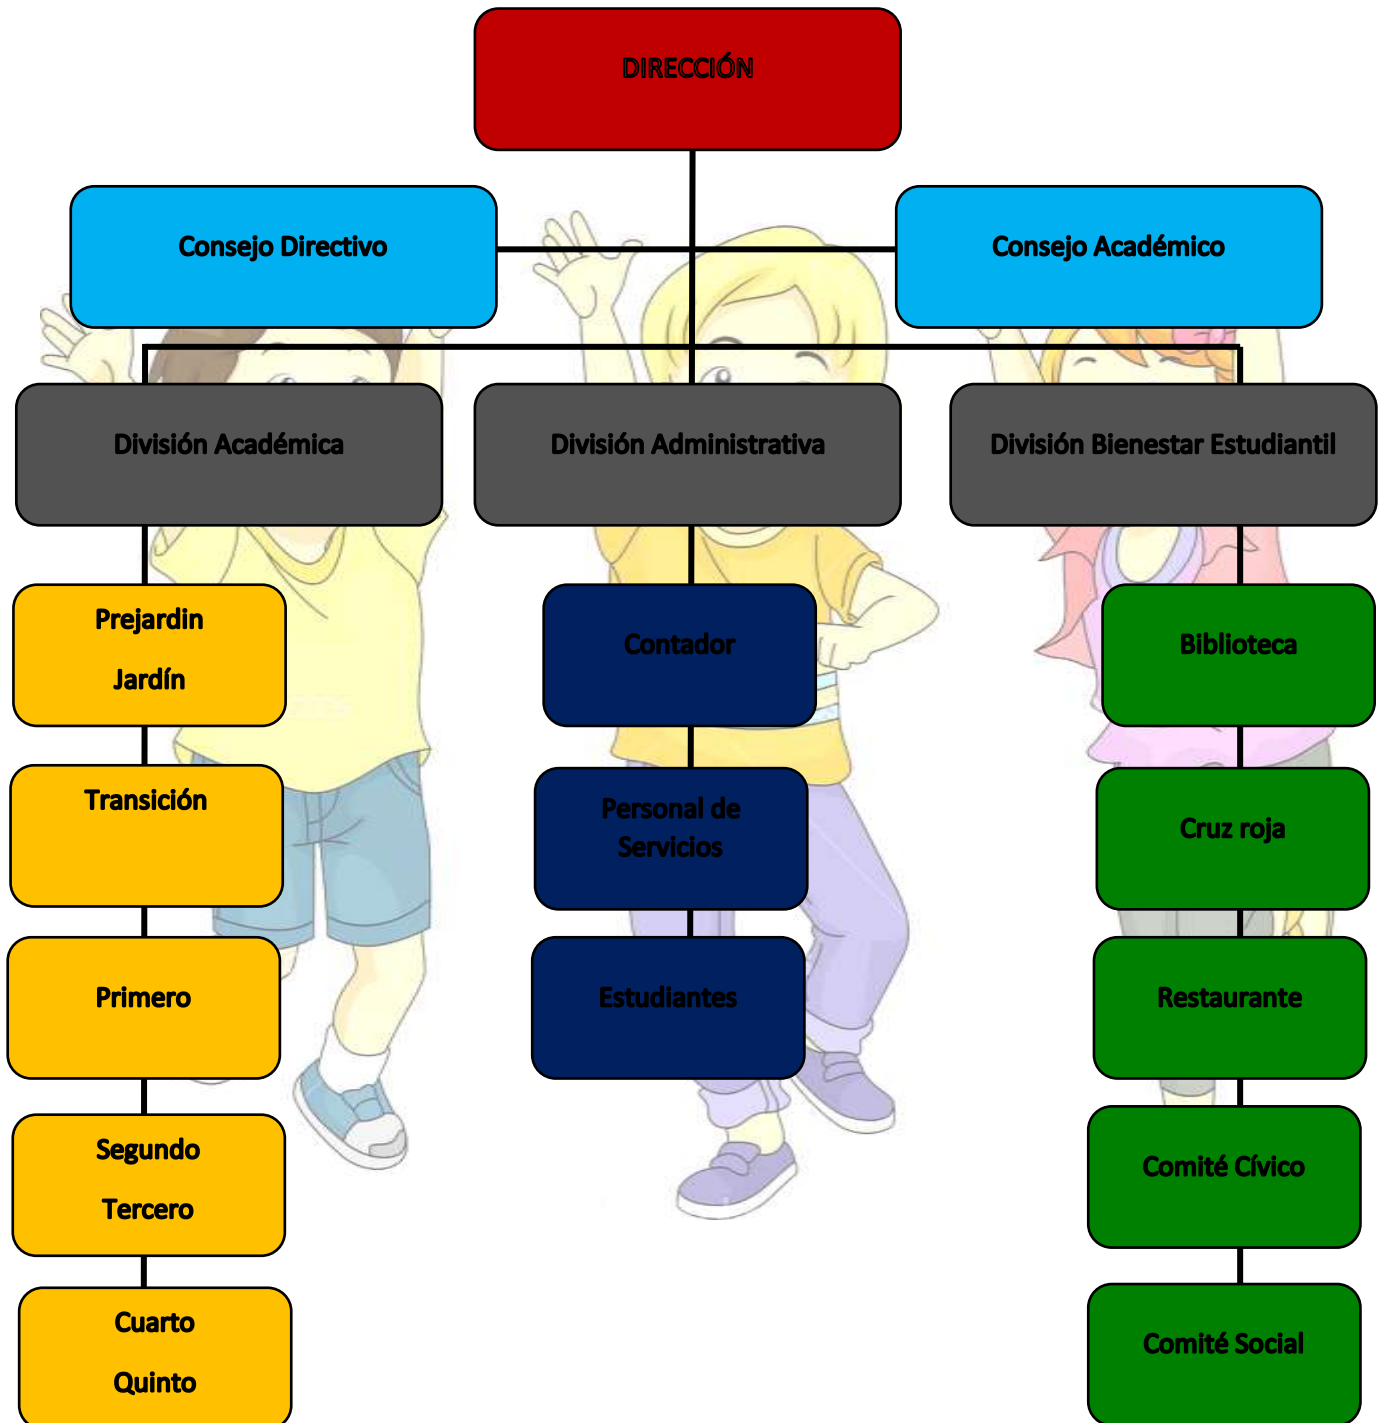 DIRECCIÓN
Consejo Directivo
Consejo Académico
División Académica
División Administrativa
División Bienestar Estudiantil
Prejardin
Jardín
Contador
Biblioteca
Transición
Personal de
Servicios
Cruz roja
Primero
Estudiantes
Restaurante
Segundo
Tercero
Comité Cívico
Cuarto
Quinto
Comité Social